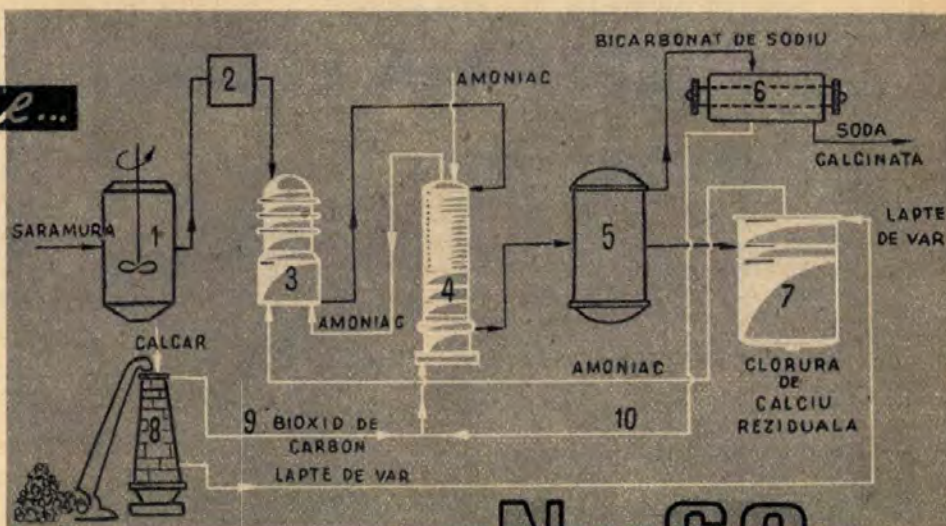 BICARBONAT DE SODIU
2
AMONIAC
6
e...
SODA
CALCINATA
SARAMURA
1
3
4
5
LAPTE
DE VAR
7
AMONIAC
CALCAR
AMONIAC
CLORURA
DE
CALCIU
REZIDUALA
8
9 BIOXID DE
CARBON
10
LAPTE DE VAR